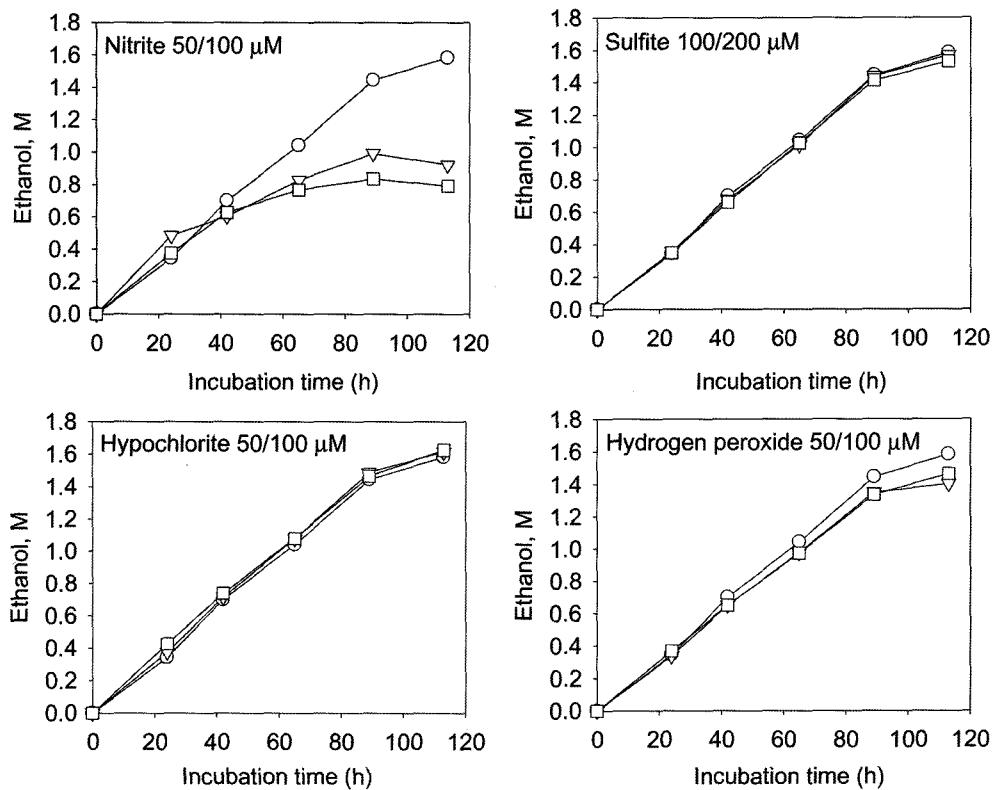 Nitrite 50/100 µM
Ethanol, M
1.8
1.6
1.4
1.2
1.0
0.8
0.6
0.4
0.2
0.0
0 20 40 60 80 100 120
Incubation time (h)
Sulfite 100/200 µM
Ethanol, M
1.8
1.6
1.4
1.2
1.0
0.8
0.6
0.4
0.2
0.0
0 20 40 60 80 100 120
Incubation time (h)
Hypochlorite 50/100 µM
Ethanol, M
1.8
1.6
1.4
1.2
1.0
0.8
0.6
0.4
0.2
0.0
0 20 40 60 80 100 120
Incubation time (h)
Hydrogen peroxide 50/100 µM
Ethanol, M
1.8
1.6
1.4
1.2
1.0
0.8
0.6
0.4
0.2
0.0
0 20 40 60 80 100 120
Incubation time (h)